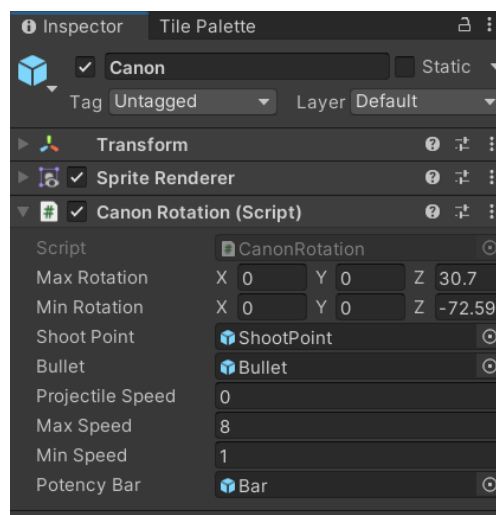 Inspector Tile Palette
Canon Static
Tag Untagged Layer Default
Transform
Sprite Renderer
# Canon Rotation (Script)
Script # CanonRotation
Max Rotation X 0 Y 0 Z 30.7
Min Rotation X 0 Y 0 Z -72.59
Shoot Point ShootPoint
Bullet Bullet
Projectile Speed 0
Max Speed 8
Min Speed 1
Potency Bar Bar